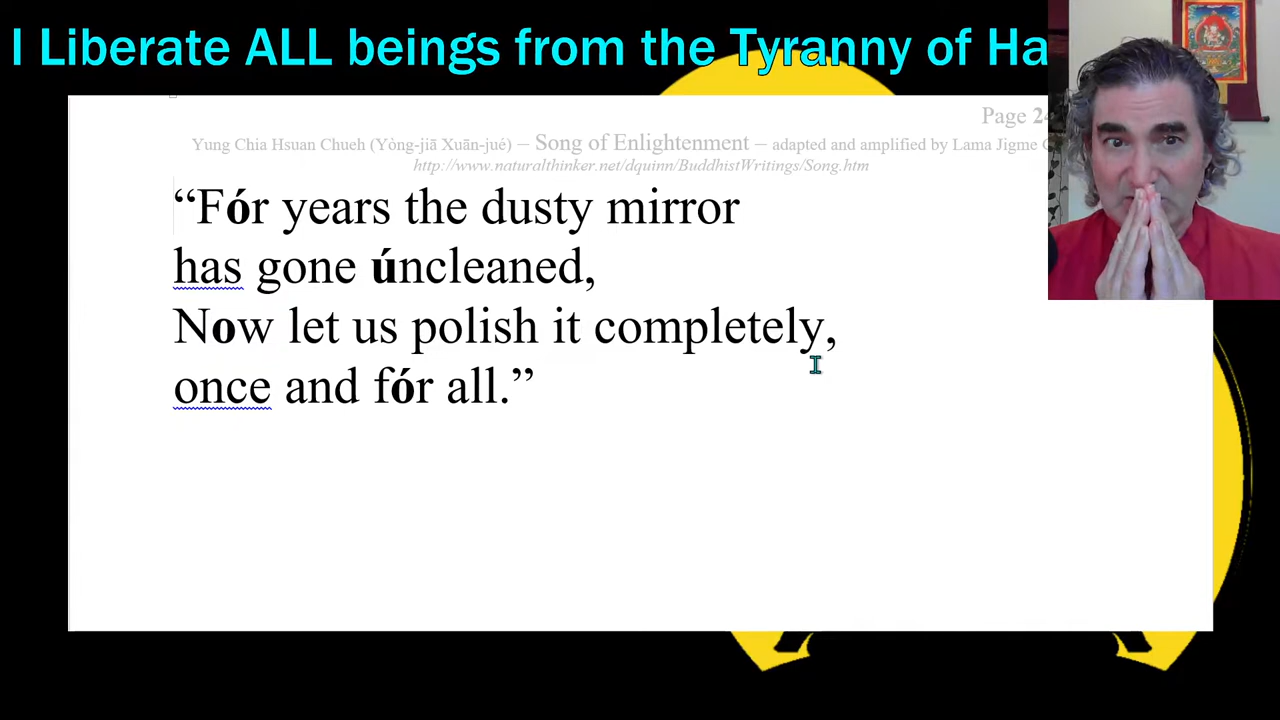 I Liberate ALL beings from the Tyranny of
Page
Yung Chia Hsuan Chueh (Yòng-jiā Xuān-jué) – Song of Enlightenment – adapted and amplified by Lama Jigme
http://www.naturalthinker.net/dquinn/BuddhistWritings/Song.htm
“Fór years the dusty mirror
has gone úncleaned,
Now let us polish it completely,
once and fór all.”